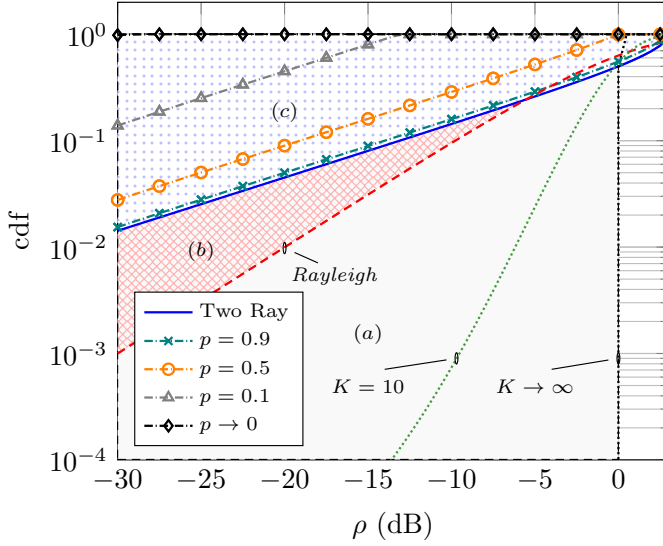 10^0
10^{-1}
10^{-2}
10^{-3}
10^{-4}
cdf
(c)
(b)
(a)
Rayleigh
K = 10
K → ∞
Two Ray
p = 0.9
p = 0.5
p = 0.1
p → 0
−30 −25 −20 −15 −10 −5 0
ρ (dB)